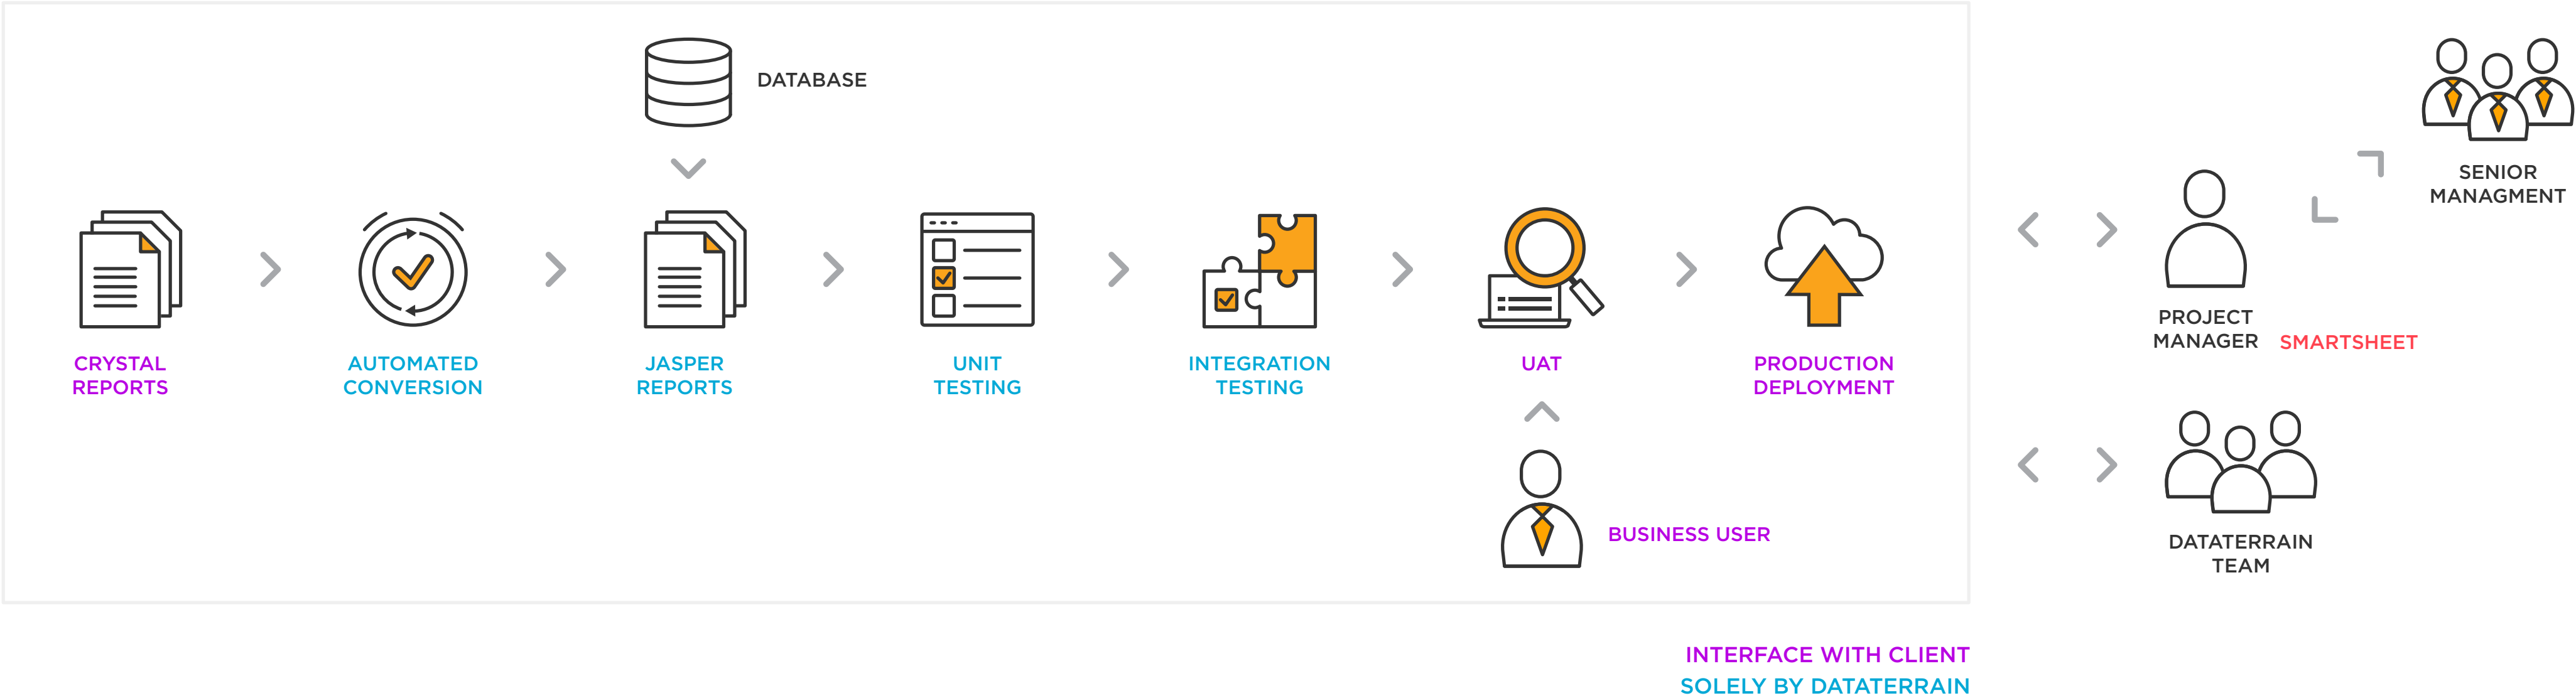 DATABASE
SENIOR
MANAGMENT
CRYSTAL
REPORTS
AUTOMATED
CONVERSION
JASPER
REPORTS
UNIT
TESTING
INTEGRATION
TESTING
UAT
PRODUCTION
DEPLOYMENT
PROJECT
MANAGER
SMARTSHEET
BUSINESS USER
DATATERRAIN
TEAM
INTERFACE WITH CLIENT
SOLELY BY DATATERRAIN